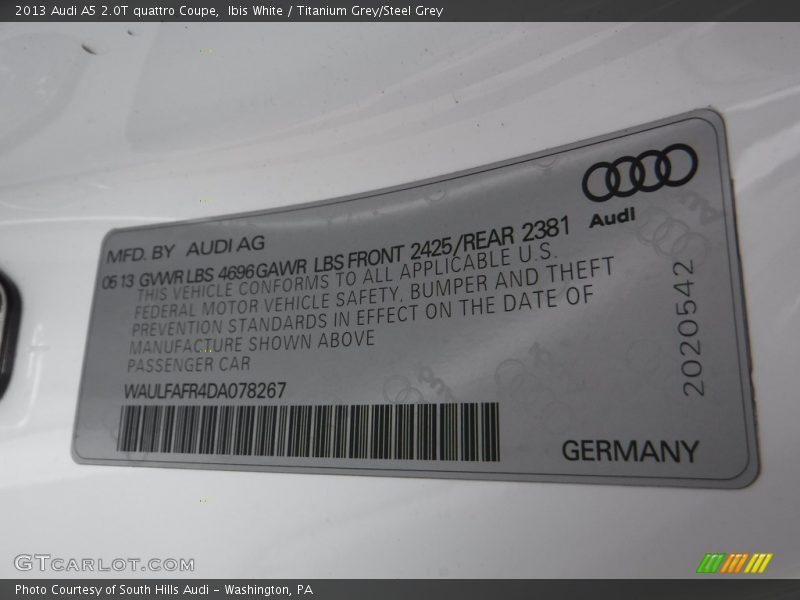 2013 Audi A5 2.0T quattro Coupe,  Ibis White / Titanium Grey/Steel Grey
MFD. BY AUDI AG
05 13 GVWR LBS 4696 GAWR LBS FRONT 2425/REAR 2381
THIS VEHICLE CONFORMS TO ALL APPLICABLE U.S.
FEDERAL MOTOR VEHICLE SAFETY, BUMPER AND THEFT
PREVENTION STANDARDS IN EFFECT ON THE DATE OF
MANUFACTURE SHOWN ABOVE
PASSENGER CAR
WAULFAFR4DA078267
Audi
2020542
GERMANY
GTCARLOT.COM
Photo Courtesy of South Hills Audi - Washington, PA